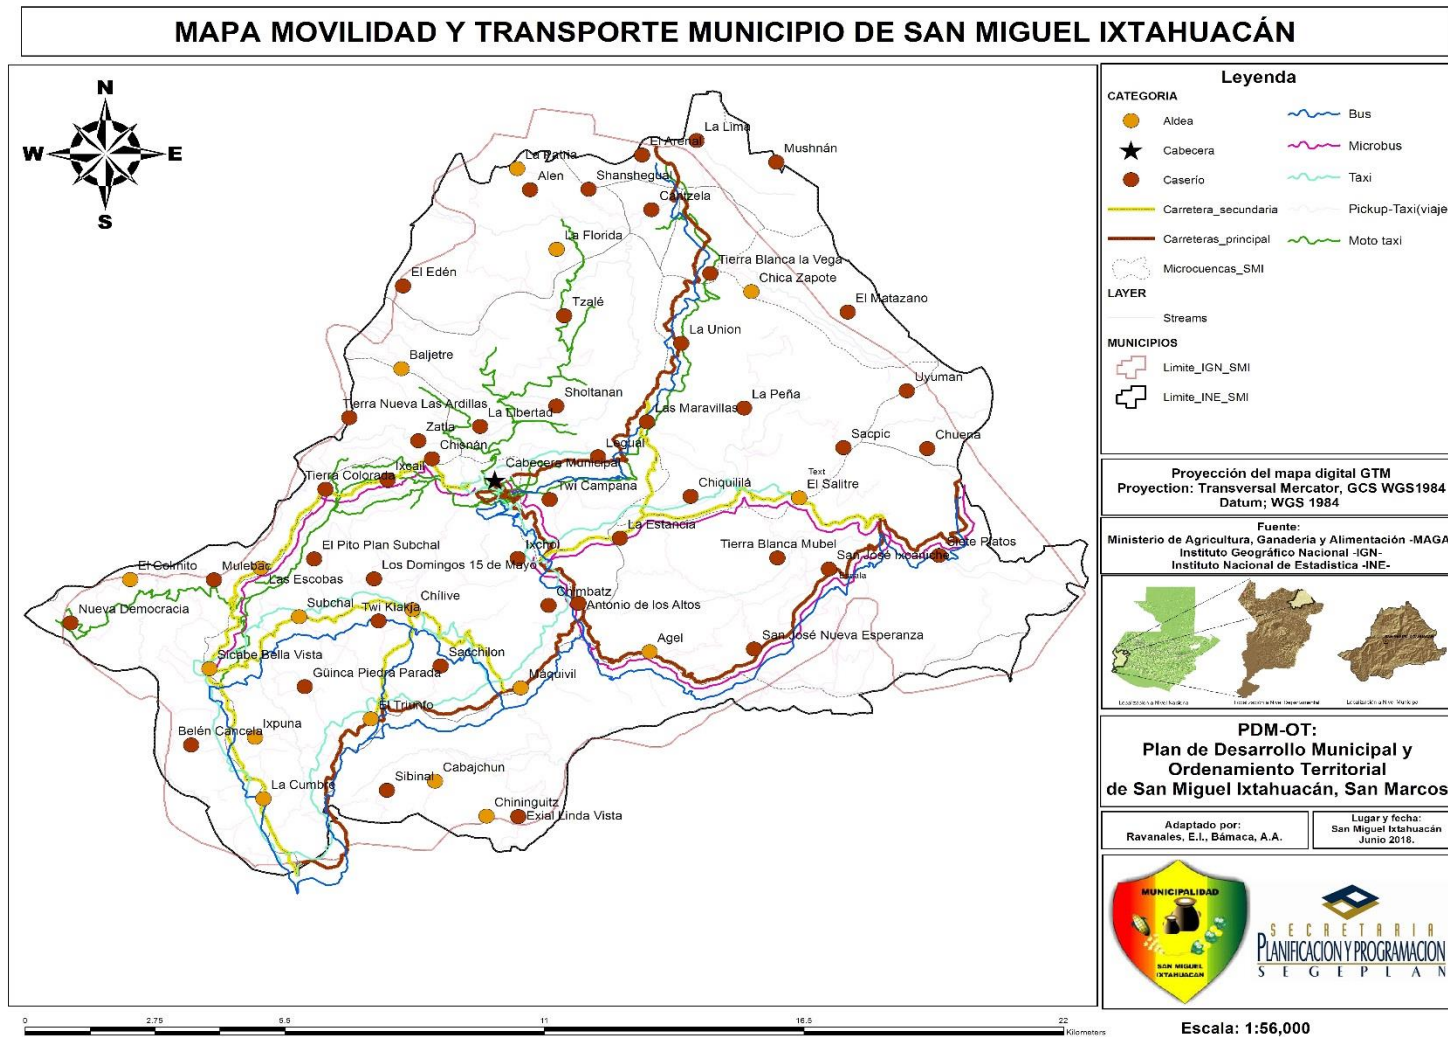 MAPA MOVILIDAD Y TRANSPORTE MUNICIPIO DE SAN MIGUEL IXTAHUACÁN
N
W
E
S
La Lima
El Arenal
Mushnán
La Patria
Alen
Shanshegual
Cantzela
La Florida
Tierra Blanca la Vega
Chica Zapote
El Edén
Tzalé
El Matazano
La Union
Baljetre
Uyuman
Sholtanan
La Peña
Tierra Nueva Las Ardillas
La Libertad
Las Maravillas
Zatla
Sacpic
Chuena
Chisnán
Legual
Ixcail
Cabecera Municipal
Text
Tierra Colorada
Twi Campana
Chiquililá
El Salitre
La Estancia
Ixchol
Tierra Blanca Mubel
San José Ixcaniche
Siete Platos
El Pito Plan Subchal
Los Domingos 15 de Mayo
Escala
El Colmito
Mulebac
Las Escobas
Nueva Democracia
Subchal
Twi Klakja
Chílive
Chimbatz
Antonio de los Altos
Agel
San José Nueva Esperanza
Sicabe Bella Vista
Sacchilon
Güinca Piedra Parada
Maquivil
El Triunfo
Ixpuna
Belén Cancela
La Cumbre
Sibinal
Cabajchun
Chininguitz
Exial Linda Vista
0
2.75
5.5
11
16.5
22
Kilometers
Leyenda
CATEGORIA
Aldea
Cabecera
Caserío
Carretera_secundaria
Carreteras_principal
Microcuencas_SMI
LAYER
Streams
MUNICIPIOS
Limite_IGN_SMI
Limite_INE_SMI
Bus
Microbus
Taxi
Pickup-Taxi(viaje
Moto taxi
Proyección del mapa digital GTM
Proyection: Transversal Mercator, GCS WGS1984
Datum; WGS 1984
Fuente:
Ministerio de Agricultura, Ganaderia y Alimentación -MAGA
Instituto Geográfico Nacional -IGN-
Instituto Nacional de Estadistica -INE-
PDM-OT:
Plan de Desarrollo Municipal y
Ordenamiento Territorial
de San Miguel Ixtahuacán, San Marcos
Adaptado por:
Ravanales, E.I., Bámaca, A.A.
Lugar y fecha:
San Miguel Ixtahuacán
Junio 2018.
MUNICIPALIDAD
SAN MIGUEL
IXTAHUACAN
SECRETARIA
PLANIFICACION Y PROGRAMACION
SEGEPLAN
Escala: 1:56,000